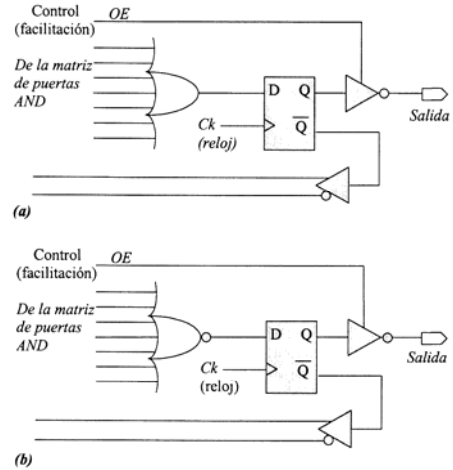 Control
(facilitación)
OE
De la matriz
de puertas
AND
D Q
Ck
(reloj)
Q
Salida
(a)
Control
(facilitación)
OE
De la matriz
de puertas
AND
D Q
Ck
(reloj)
Q
Salida
(b)